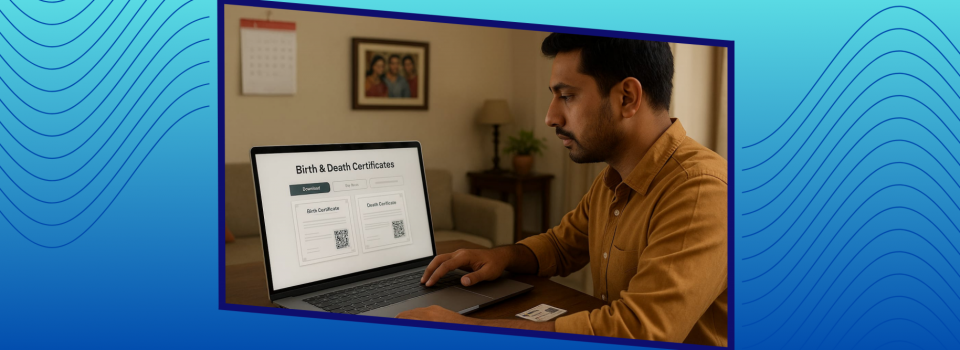 Birth & Death Certificates
Download
Birth Certificate
Death Certificate